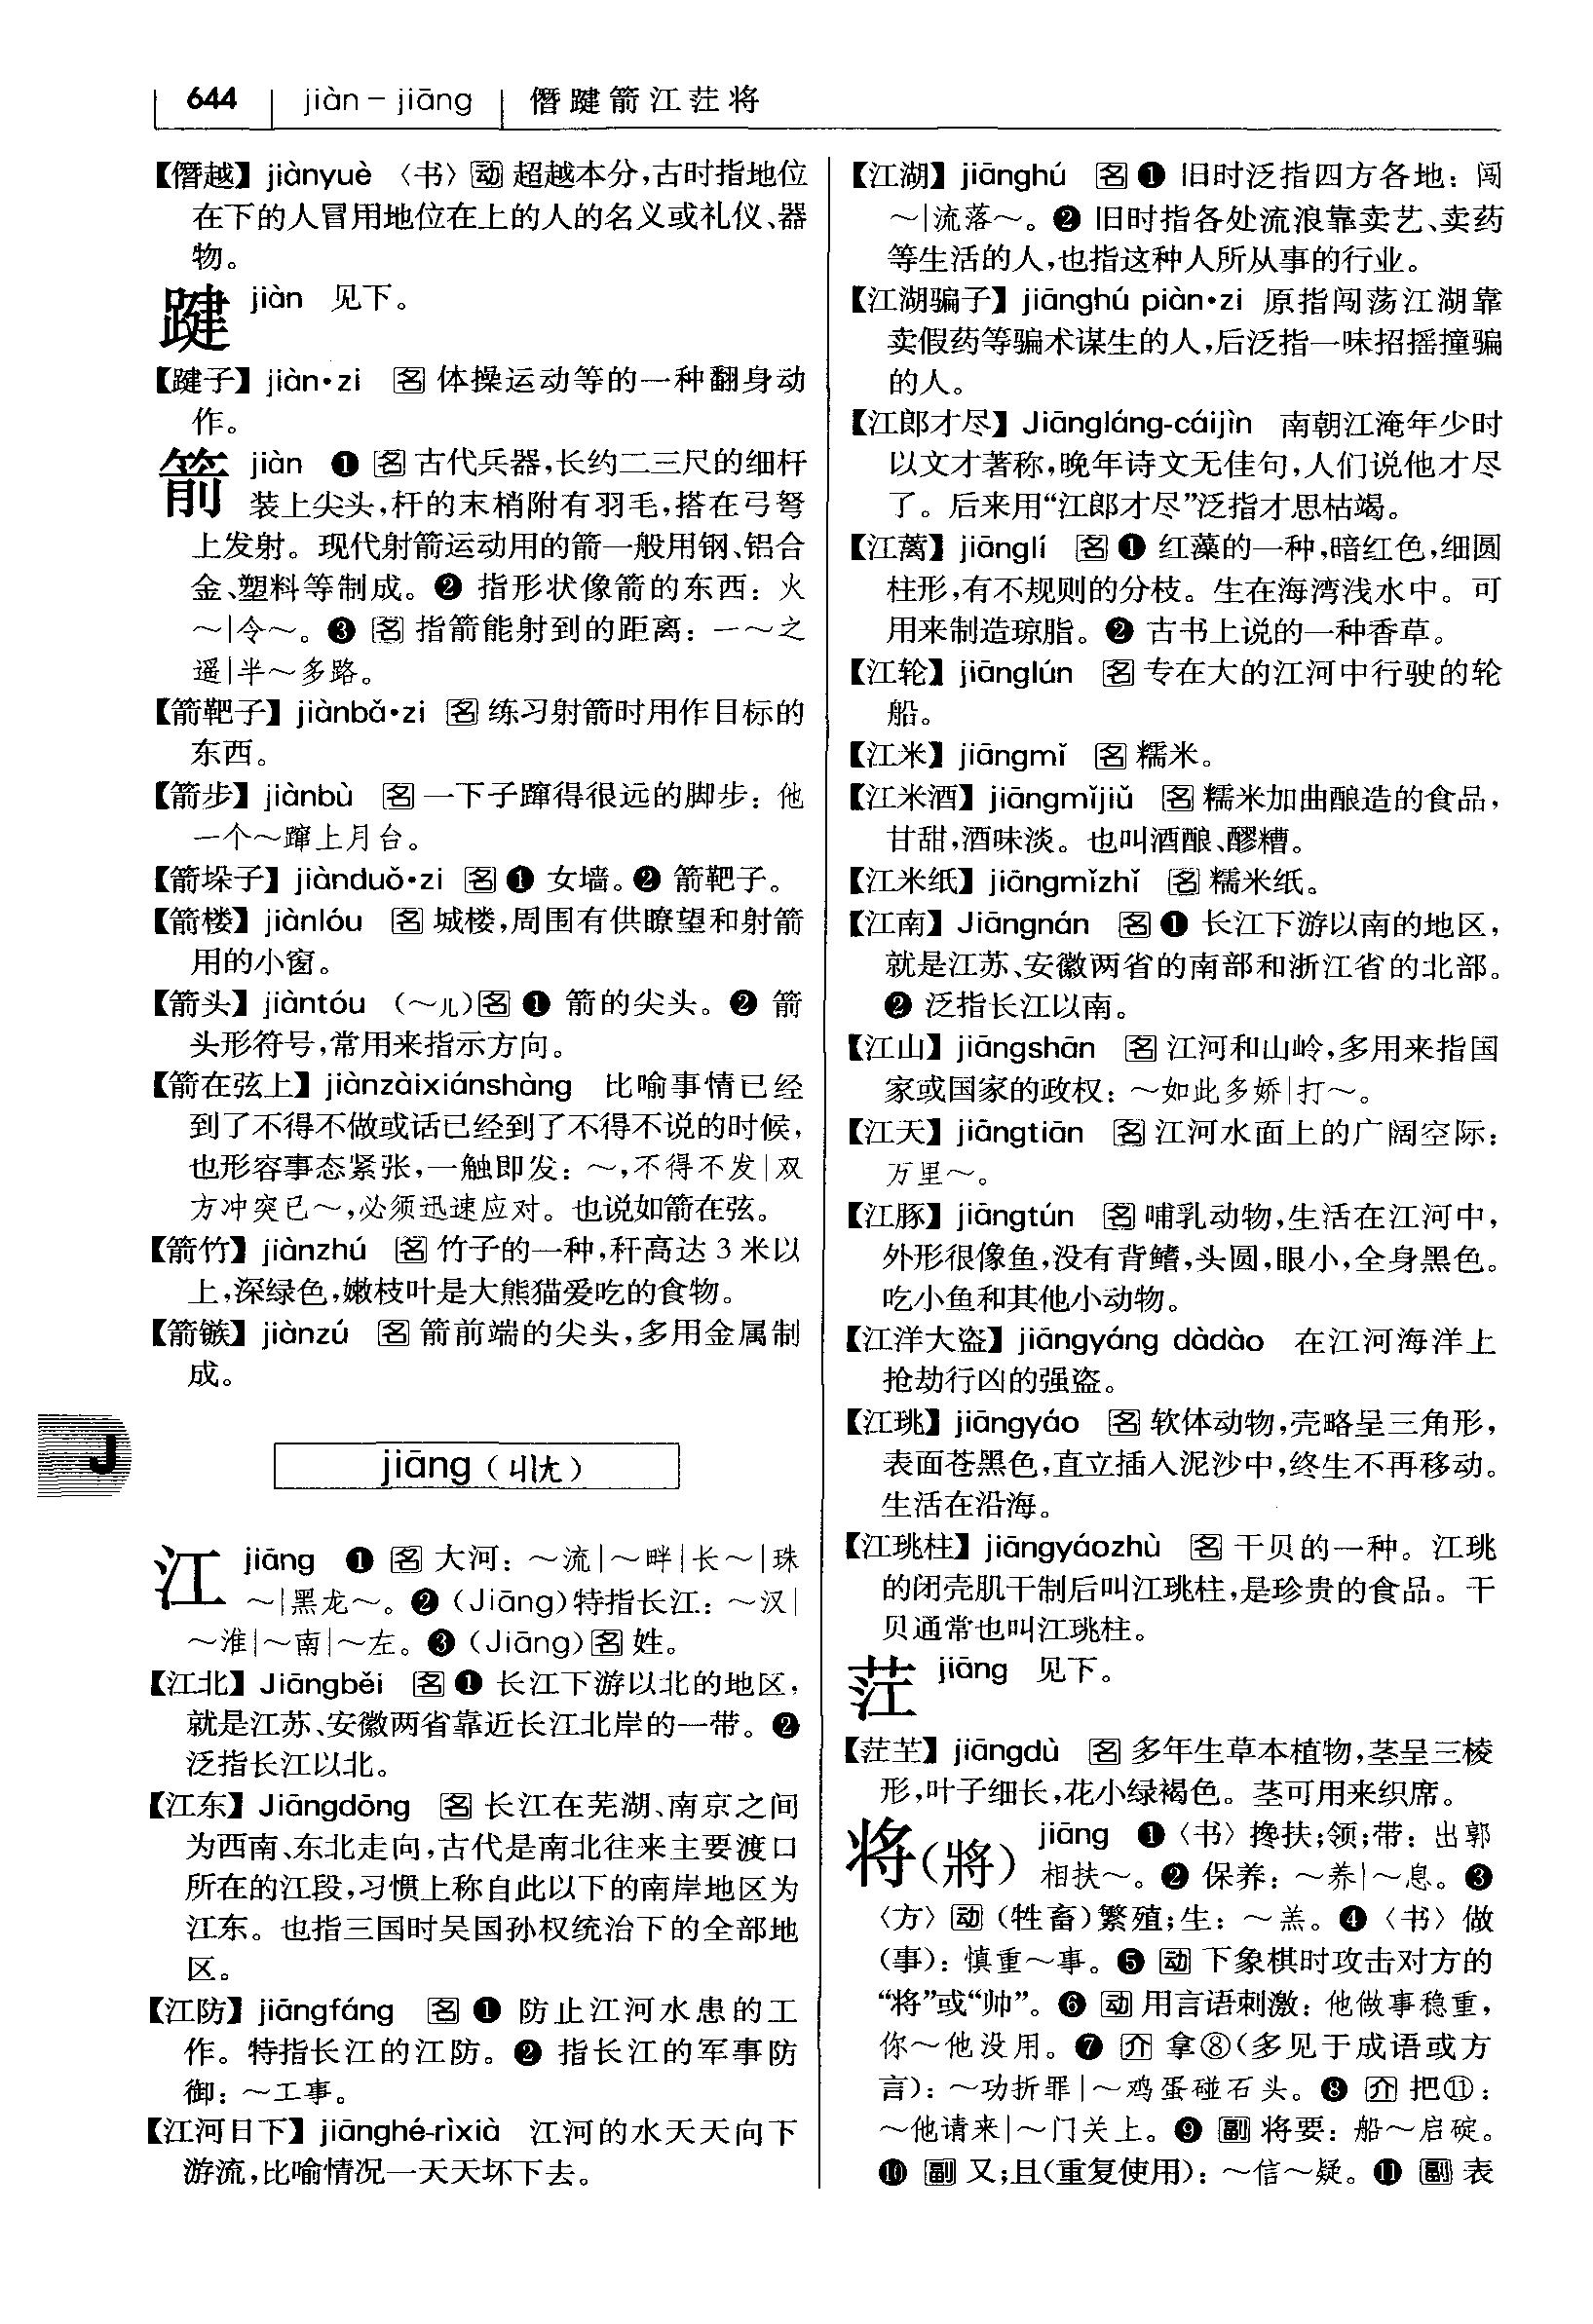 644 jiàn－jiāng 僭踺箭江茳将
【僭越】jiànyuè 〈书〉动 超越本分,古时指地位
在下的人冒用地位在上的人的名义或礼仪、器
物。
踺 jiàn 见下。
【踺子】jiàn•zi 名 体操运动等的一种翻身动
作。
箭 jiàn ❶ 名 古代兵器,长约二三尺的细杆
装上尖头,杆的末梢附有羽毛,搭在弓弩
上发射。现代射箭运动用的箭一般用钢、铝合
金、塑料等制成。❷ 指形状像箭的东西：火
～|令～。❸ 名 指箭能射到的距离：一～之
遥|半～多路。
【箭靶子】jiànbǎ•zi 名 练习射箭时用作目标的
东西。
【箭步】jiànbù 名 一下子蹿得很远的脚步：他
一个～蹿上月台。
【箭垛子】jiànduǒ•zi 名 ❶ 女墙。❷ 箭靶子。
【箭楼】jiànlóu 名 城楼,周围有供瞭望和射箭
用的小窗。
【箭头】jiàntóu （～儿)名 ❶ 箭的尖头。❷ 箭
头形符号,常用来指示方向。
【箭在弦上】jiànzàixiánshàng 比喻事情已经
到了不得不做或话已经到了不得不说的时候,
也形容事态紧张,一触即发：～,不得不发|双
方冲突已～,必须迅速应对。也说如箭在弦。
【箭竹】jiànzhú 名 竹子的一种,秆高达 3 米以
上,深绿色,嫩枝叶是大熊猫爱吃的食物。
【箭镞】jiànzú 名 箭前端的尖头,多用金属制
成。
J
jiāng（ㄐㄧㄤ）
江 jiāng ❶ 名 大河：～流|～畔|长～|珠
～|黑龙～。❷（Jiāng)特指长江：～汉|
～淮|～南|～左。❸（Jiāng)名 姓。
【江北】Jiāngběi 名 ❶ 长江下游以北的地区,
就是江苏、安徽两省靠近长江北岸的一带。❷
泛指长江以北。
【江东】Jiāngdōng 名 长江在芜湖、南京之间
为西南、东北走向,古代是南北往来主要渡口
所在的江段,习惯上称自此以下的南岸地区为
江东。也指三国时吴国孙权统治下的全部地
区。
【江防】jiāngfáng 名 ❶ 防止江河水患的工
作。特指长江的江防。❷ 指长江的军事防
御：～工事。
【江河日下】jiānghé-rìxià 江河的水天天向下
游流,比喻情况一天天坏下去。
【江湖】jiānghú 名 ❶ 旧时泛指四方各地：闯
～|流落～。❷ 旧时指各处流浪靠卖艺、卖药
等生活的人,也指这种人所从事的行业。
【江湖骗子】jiānghú piàn•zi 原指闯荡江湖靠
卖假药等骗术谋生的人,后泛指一味招摇撞骗
的人。
【江郎才尽】Jiāngláng-cáijìn 南朝江淹年少时
以文才著称,晚年诗文无佳句,人们说他才尽
了。后来用“江郎才尽”泛指才思枯竭。
【江蓠】jiānglí 名 ❶ 红藻的一种,暗红色,细圆
柱形,有不规则的分枝。生在海湾浅水中。可
用来制造琼脂。❷ 古书上说的一种香草。
【江轮】jiānglún 名 专在大的江河中行驶的轮
船。
【江米】jiāngmǐ 名 糯米。
【江米酒】jiāngmǐjiǔ 名 糯米加曲酿造的食品,
甘甜,酒味淡。也叫酒酿、醪糟。
【江米纸】jiāngmǐzhǐ 名 糯米纸。
【江南】Jiāngnán 名 ❶ 长江下游以南的地区,
就是江苏、安徽两省的南部和浙江省的北部。
❷ 泛指长江以南。
【江山】jiāngshān 名 江河和山岭,多用来指国
家或国家的政权：～如此多娇|打～。
【江天】jiāngtiān 名 江河水面上的广阔空际：
万里～。
【江豚】jiāngtún 名 哺乳动物,生活在江河中,
外形很像鱼,没有背鳍,头圆,眼小,全身黑色。
吃小鱼和其他小动物。
【江洋大盗】jiāngyáng dàdào 在江河海洋上
抢劫行凶的强盗。
【江珧】jiāngyáo 名 软体动物,壳略呈三角形,
表面苍黑色,直立插入泥沙中,终生不再移动。
生活在沿海。
【江珧柱】jiāngyáozhù 名 干贝的一种。江珧
的闭壳肌干制后叫江珧柱,是珍贵的食品。干
贝通常也叫江珧柱。
茳 jiāng 见下。
【茳芏】jiāngdù 名 多年生草本植物,茎呈三棱
形,叶子细长,花小绿褐色。茎可用来织席。
将(將) jiāng ❶〈书〉搀扶;领;带：出郭
相扶～。❷ 保养：～养|～息。❸
〈方〉动（牲畜)繁殖;生：～羔。❹〈书〉做
(事)：慎重～事。❺ 动 下象棋时攻击对方的
“将”或“帅”。❻ 动 用言语刺激：他做事稳重,
你～他没用。❼ 介 拿⑧(多见于成语或方
言)：～功折罪|～鸡蛋碰石头。❽ 介 把⑪：
～他请来|～门关上。❾ 副 将要：船～启碇。
❿ 副 又;且(重复使用)：～信～疑。⓫ 副 表